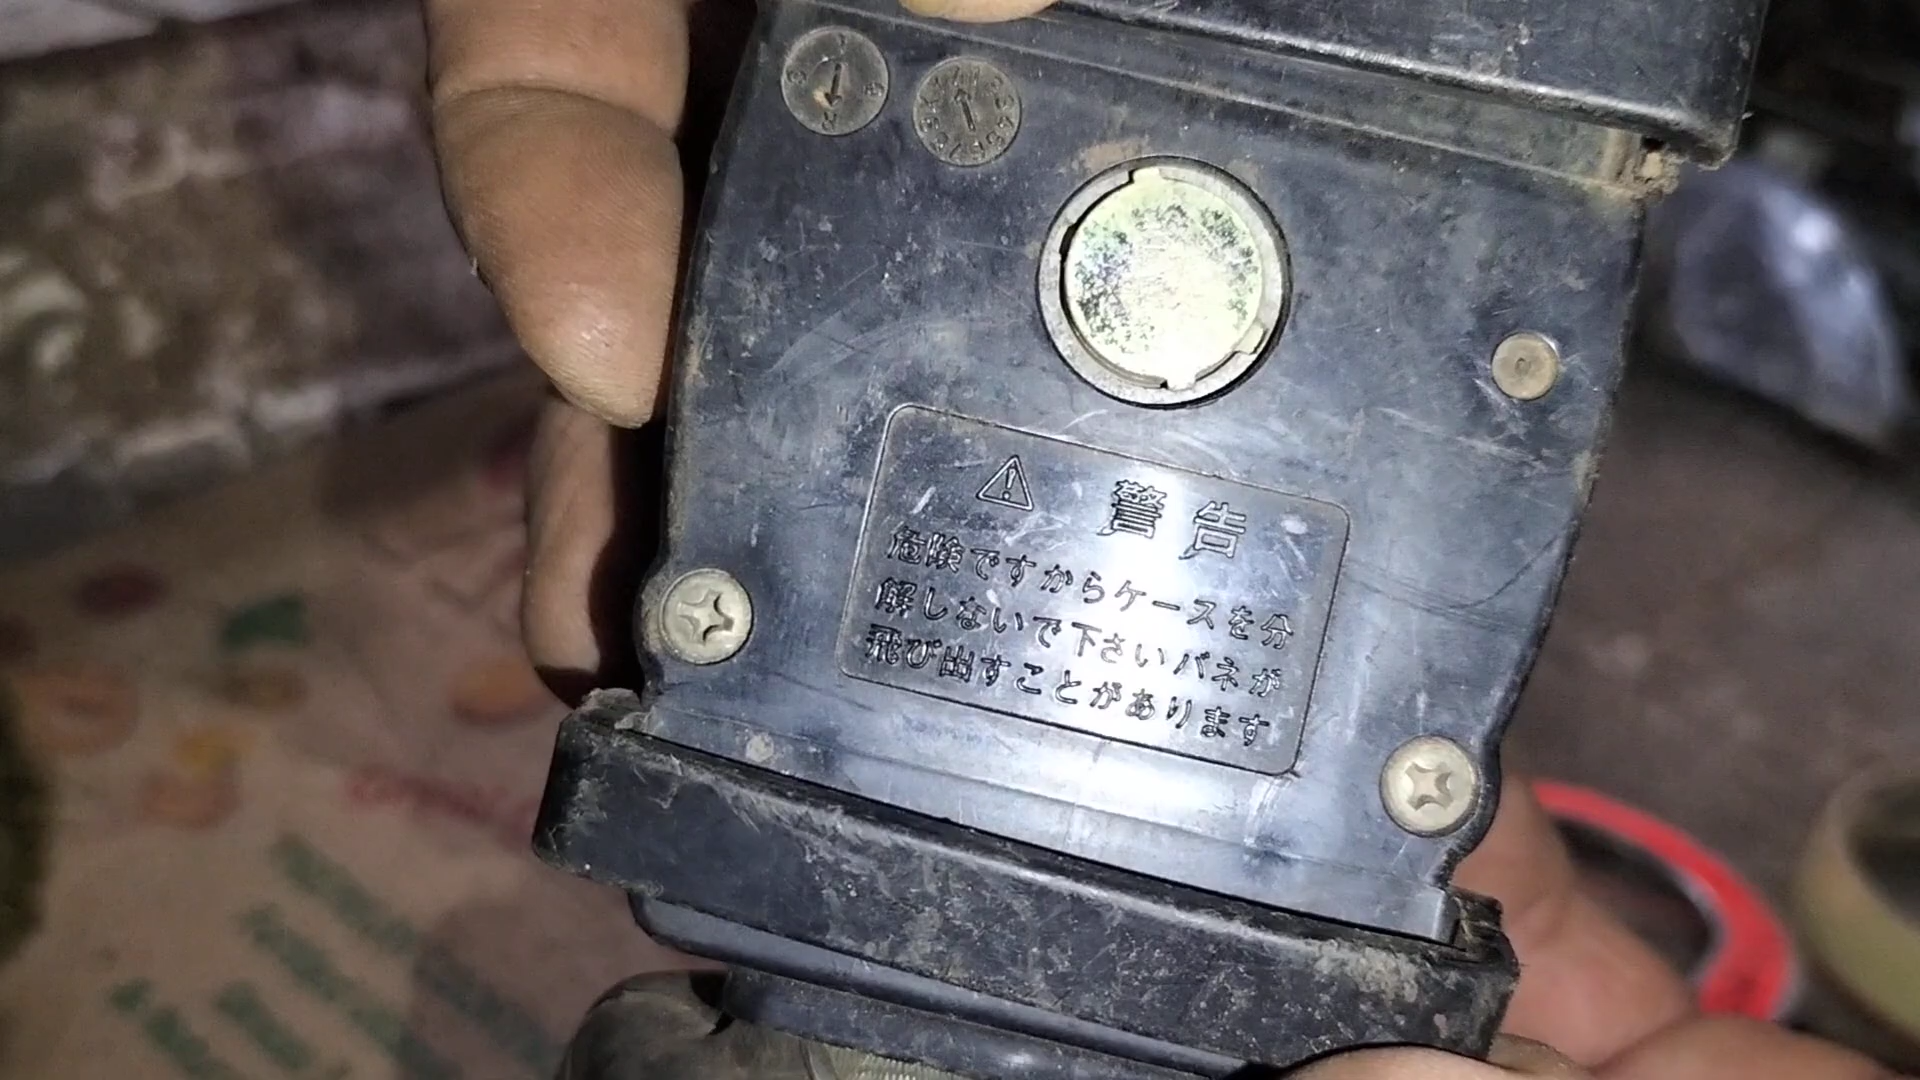 警告
危険ですからケースを分
解しないで下さいバネが
飛び出すことがあります